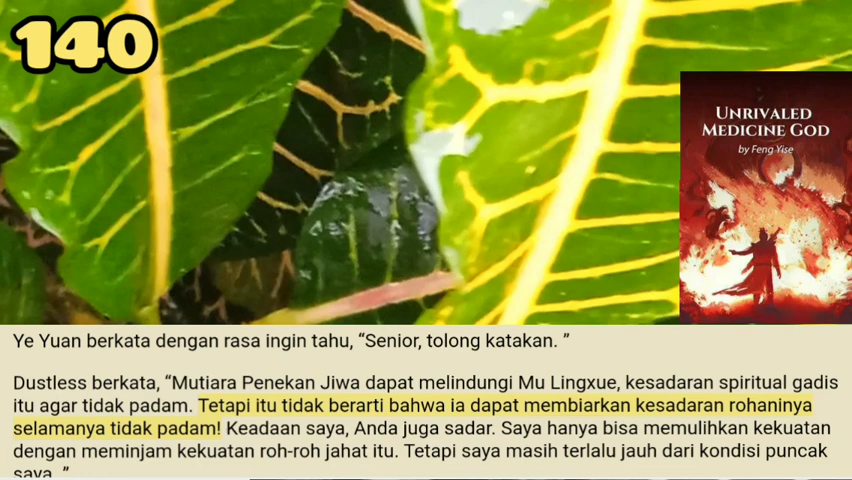 140
UNRIVALED
MEDICINE GOD
by Feng Yise
Ye Yuan berkata dengan rasa ingin tahu, “Senior, tolong katakan. ”
Dustless berkata, “Mutiara Penekan Jiwa dapat melindungi Mu Lingxue, kesadaran spiritual gadis
itu agar tidak padam. Tetapi itu tidak berarti bahwa ia dapat membiarkan kesadaran rohaninya
selamanya tidak padam! Keadaan saya, Anda juga sadar. Saya hanya bisa memulihkan kekuatan
dengan meminjam kekuatan roh-roh jahat itu. Tetapi saya masih terlalu jauh dari kondisi puncak
saya. ”